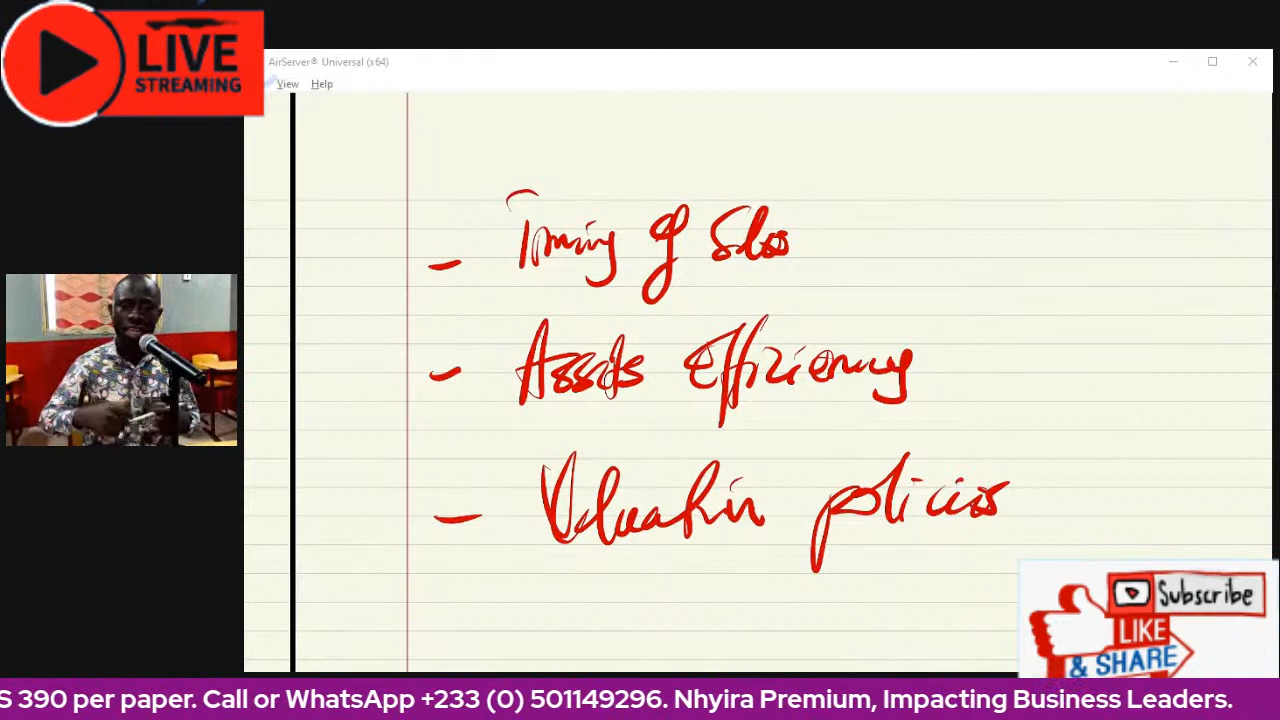 LIVE
STREAMING
AirServer® Universal (x64)
View Help
- Timing of Sales
- Assets Efficiency
- Valuation policies
Subscribe
LIKE
& SHARE
S 390 per paper. Call or WhatsApp +233 (0) 501149296. Nhyira Premium, Impacting Business Leaders.